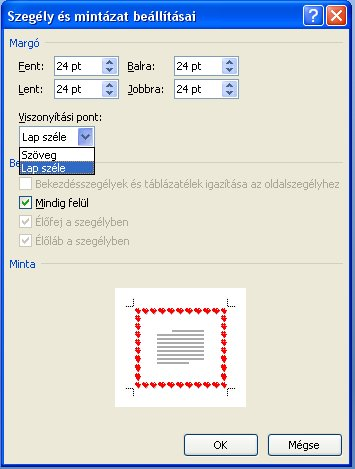 Szegély és mintázat beállításai
Margó
Fent: 24 pt Balra: 24 pt
Lent: 24 pt Jobbra: 24 pt
Viszonyítási pont:
Lap széle
Szöveg
Lap széle
Be
Bekezdésszegélyek és táblázatélek igazítása az oldalszegélyhez
Mindig felül
Élőfej a szegélyben
Élőláb a szegélyben
Minta
OK Mégse